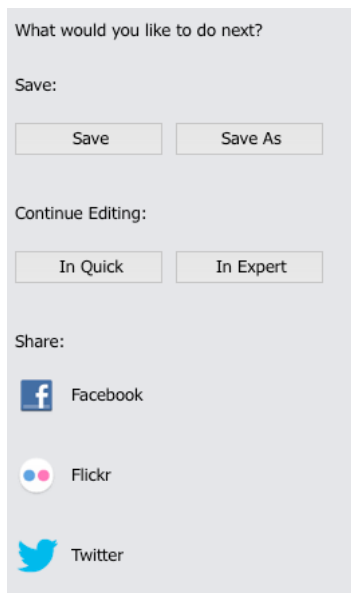 What would you like to do next?
Save:
Save Save As
Continue Editing:
In Quick In Expert
Share:
Facebook
Flickr
Twitter